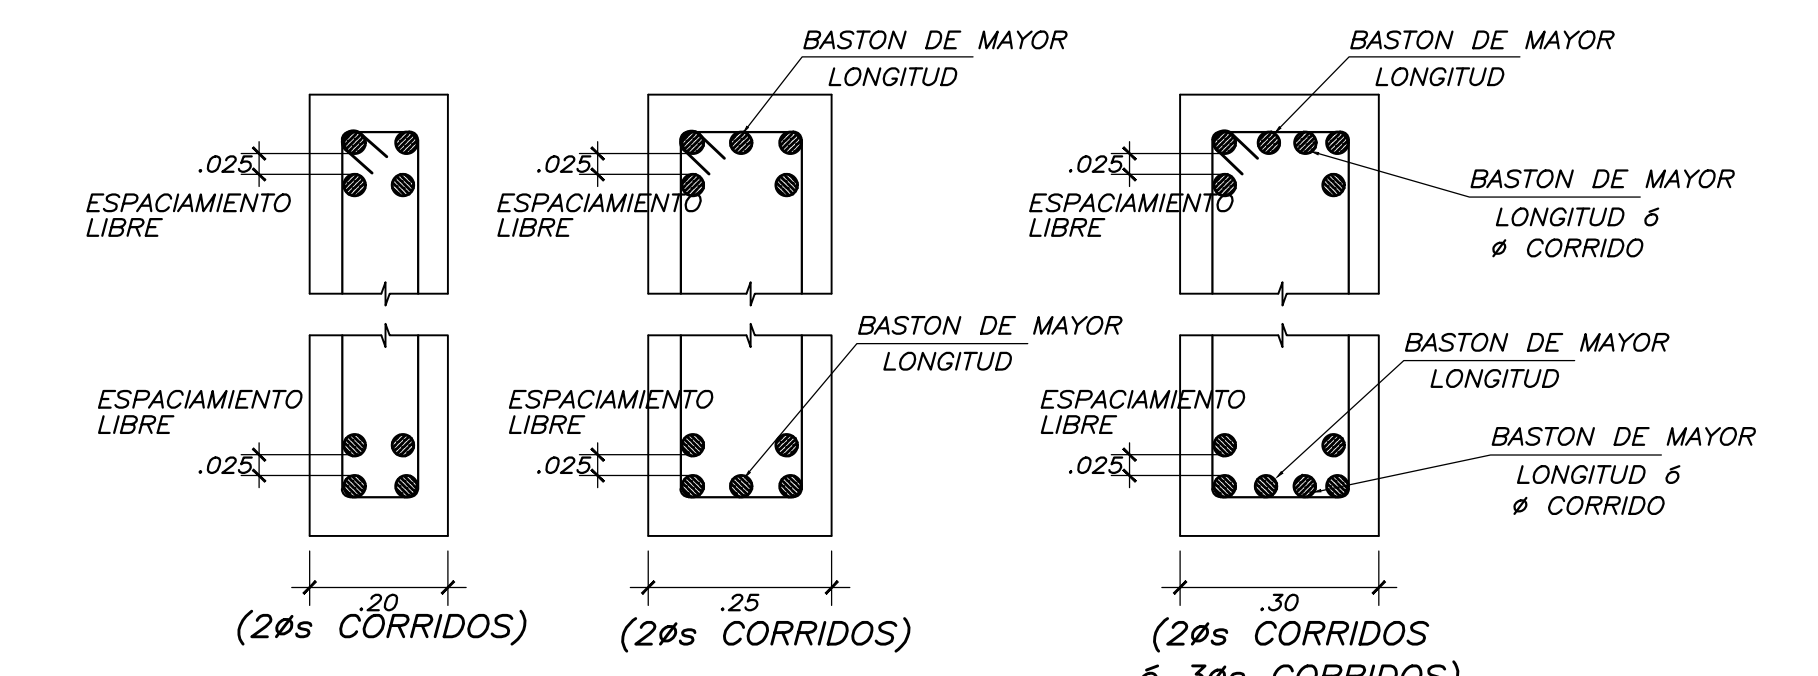 BASTON DE MAYOR
LONGITUD
BASTON DE MAYOR
LONGITUD
.025
ESPACIAMIENTO
LIBRE
.025
ESPACIAMIENTO
LIBRE
.025
ESPACIAMIENTO
LIBRE
BASTON DE MAYOR
LONGITUD ó
ø CORRIDO
BASTON DE MAYOR
LONGITUD
BASTON DE MAYOR
LONGITUD
ESPACIAMIENTO
LIBRE
.025
ESPACIAMIENTO
LIBRE
.025
ESPACIAMIENTO
LIBRE
.025
BASTON DE MAYOR
LONGITUD ó
ø CORRIDO
.20
(2øs CORRIDOS)
.25
(2øs CORRIDOS)
.30
(2øs CORRIDOS
ó 3øs CORRIDOS)